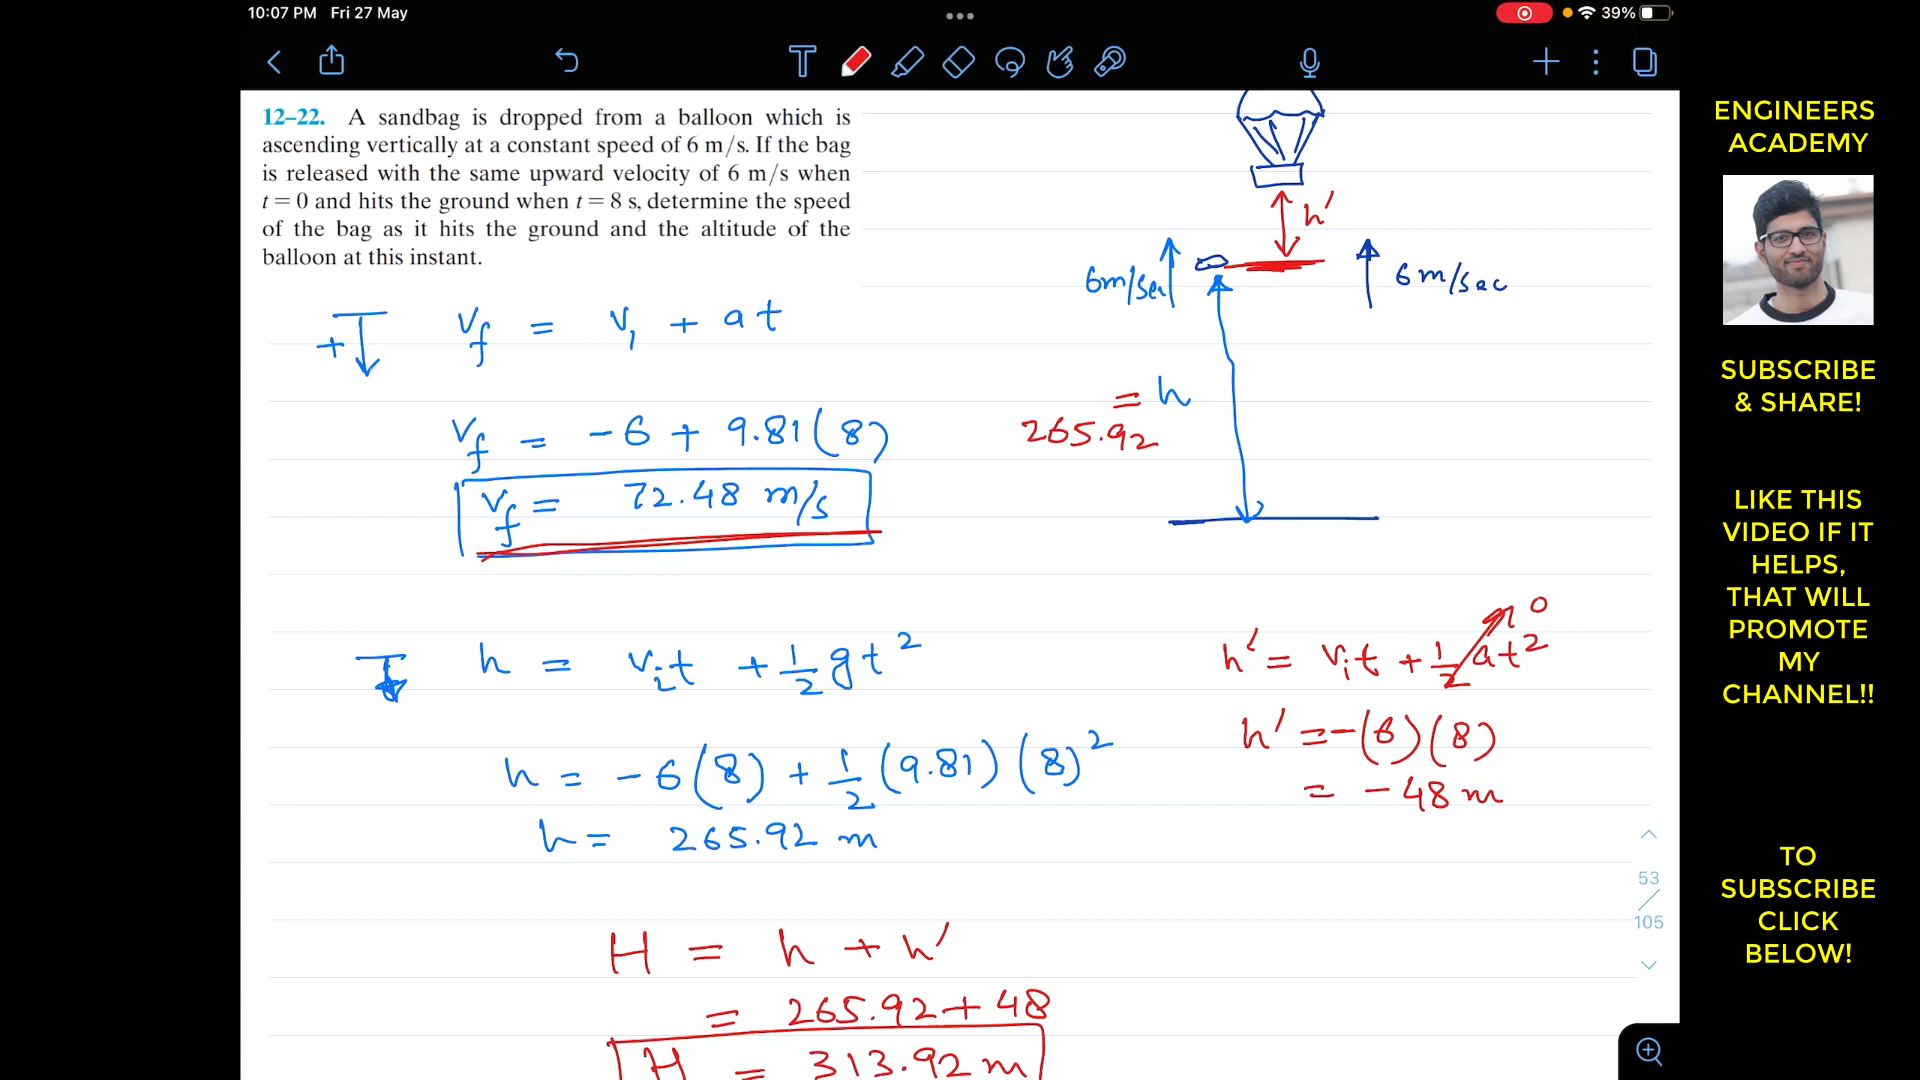 10:07 PM Fri 27 May
39%
12–22. A sandbag is dropped from a balloon which is
ascending vertically at a constant speed of 6 m/s. If the bag
is released with the same upward velocity of 6 m/s when
t = 0 and hits the ground when t = 8 s, determine the speed
of the bag as it hits the ground and the altitude of the
balloon at this instant.
+↓ Vf = V1 + at
Vf = -6 + 9.81(8)
Vf = 72.48 m/s
h = Vit + 1/2 gt²
h = -6(8) + 1/2 (9.81)(8)²
h = 265.92 m
H = h + h'
= 265.92 + 48
H = 313.92 m
h'
6m/sec
6m/sec
= h
265.92
h' = Vit + 1/2 at² 0
h' = -(6)(8)
= -48 m
53
105
ENGINEERS
ACADEMY
SUBSCRIBE
& SHARE!
LIKE THIS
VIDEO IF IT
HELPS,
THAT WILL
PROMOTE
MY
CHANNEL!!
TO
SUBSCRIBE
CLICK
BELOW!